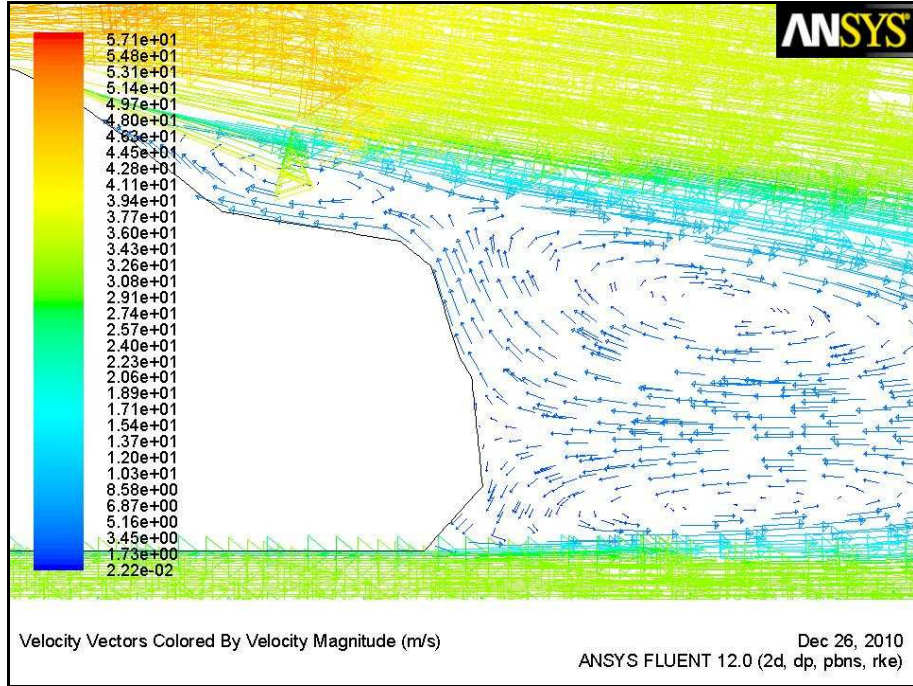 ANSYS
5.71e+01
5.48e+01
5.31e+01
5.14e+01
4.97e+01
4.80e+01
4.63e+01
4.45e+01
4.28e+01
4.11e+01
3.94e+01
3.77e+01
3.60e+01
3.43e+01
3.26e+01
3.08e+01
2.91e+01
2.74e+01
2.57e+01
2.40e+01
2.23e+01
2.06e+01
1.89e+01
1.71e+01
1.54e+01
1.37e+01
1.20e+01
1.03e+01
8.58e+00
6.87e+00
5.16e+00
3.45e+00
1.73e+00
2.22e-02
Velocity Vectors Colored By Velocity Magnitude (m/s)
Dec 26, 2010
ANSYS FLUENT 12.0 (2d, dp, pbns, rke)